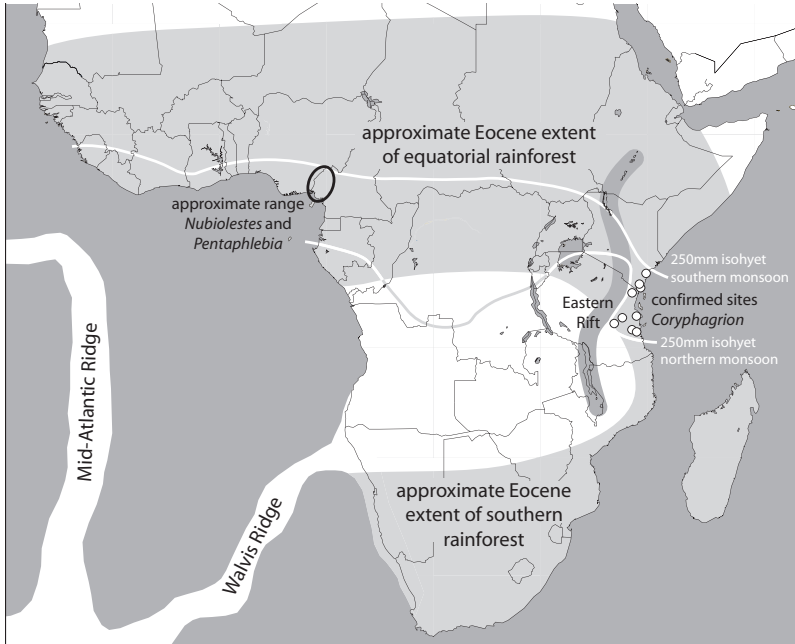 approximate Eocene extent
of equatorial rainforest
approximate range
Nubiolestes and
Pentaphlebia
250mm isohyet
southern monsoon
Eastern
Rift
confirmed sites
Coryphagrion
250mm isohyet
northern monsoon
Mid-Atlantic Ridge
Walvis Ridge
approximate Eocene
extent of southern
rainforest